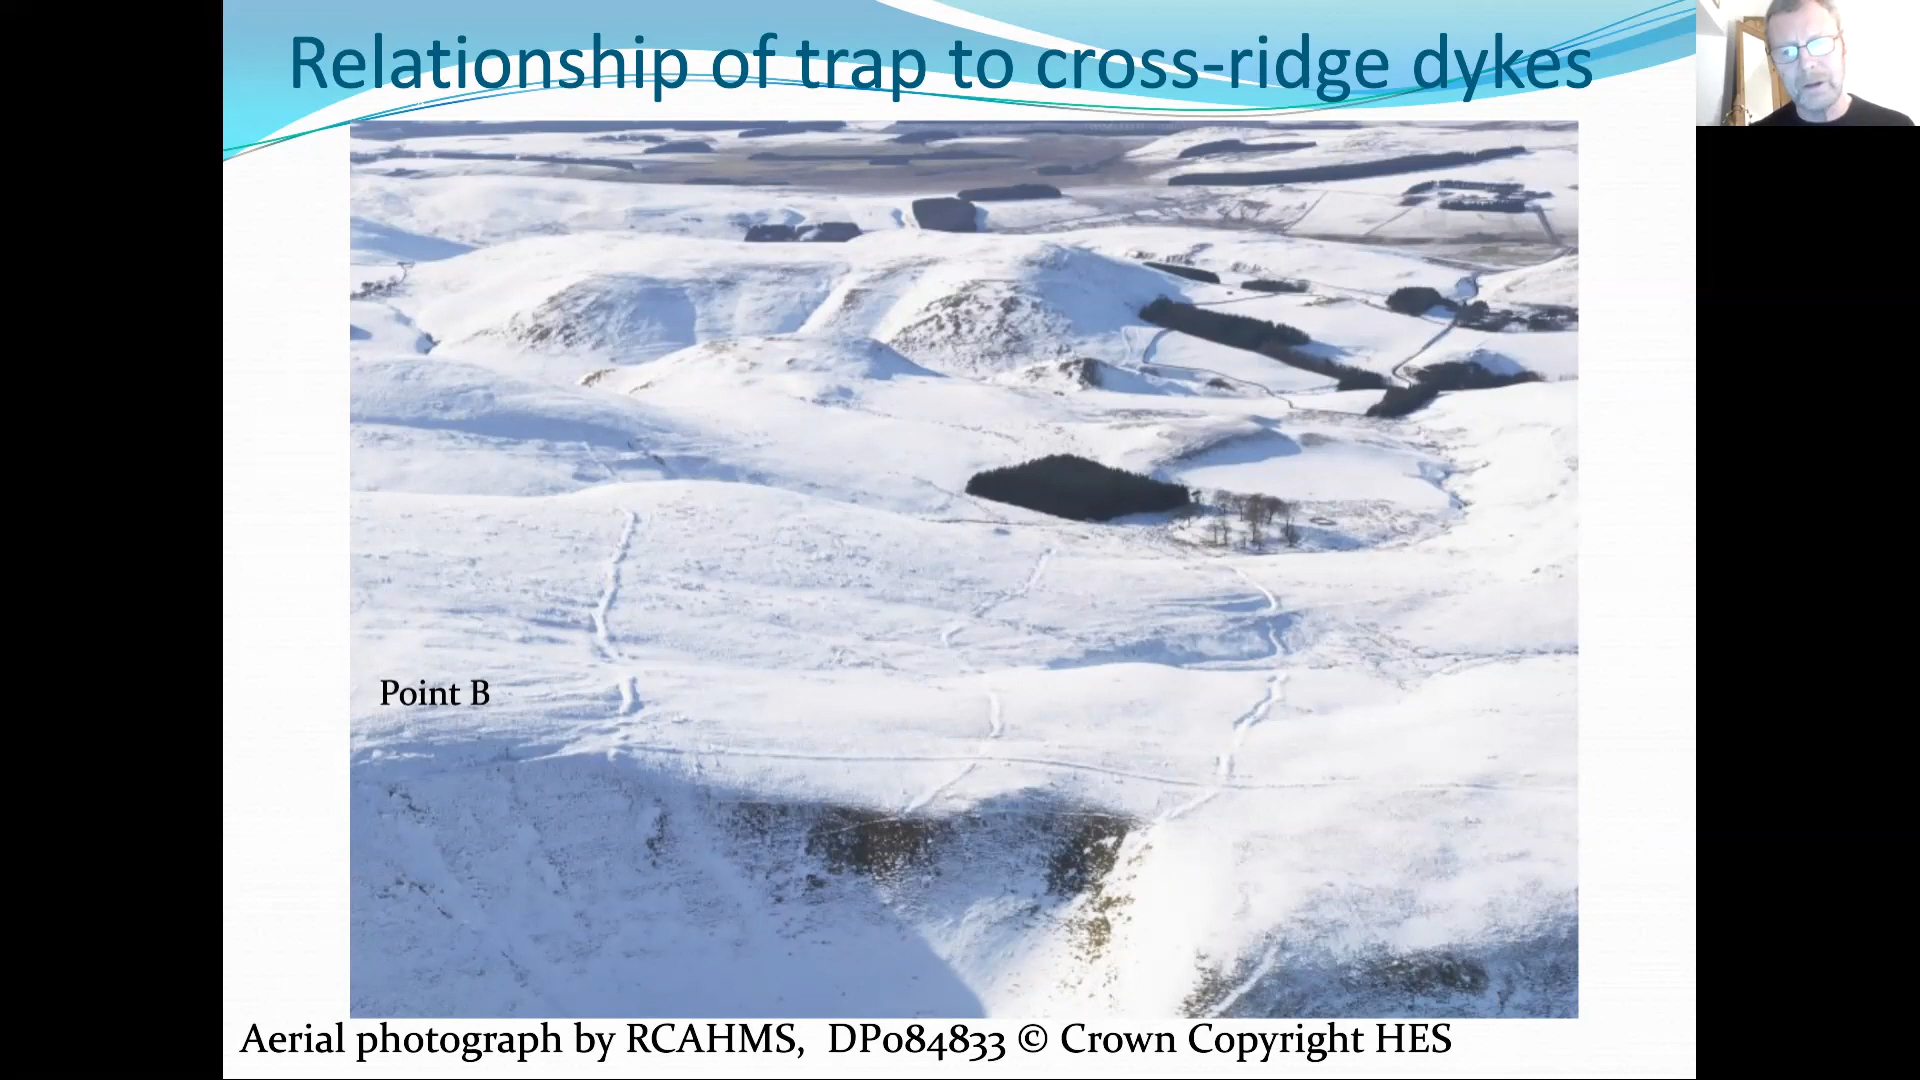 Relationship of trap to cross-ridge dykes
Point B
Aerial photograph by RCAHMS, DP084833 © Crown Copyright HES